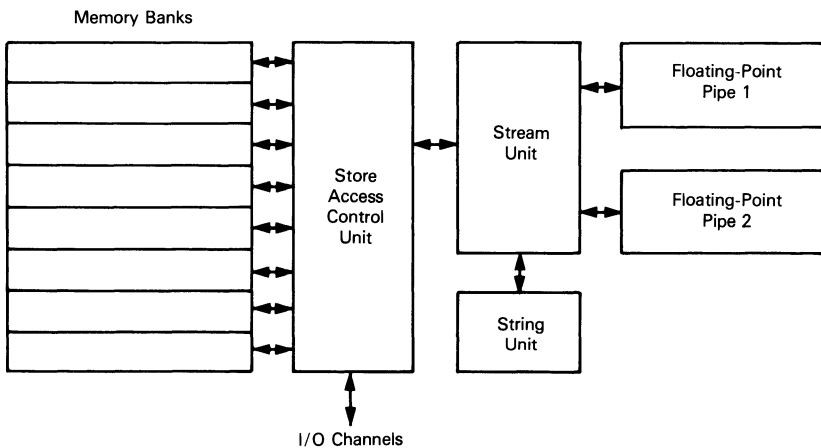 Memory Banks
Store
Access
Control
Unit
Stream
Unit
Floating-Point
Pipe 1
Floating-Point
Pipe 2
String
Unit
I/O Channels